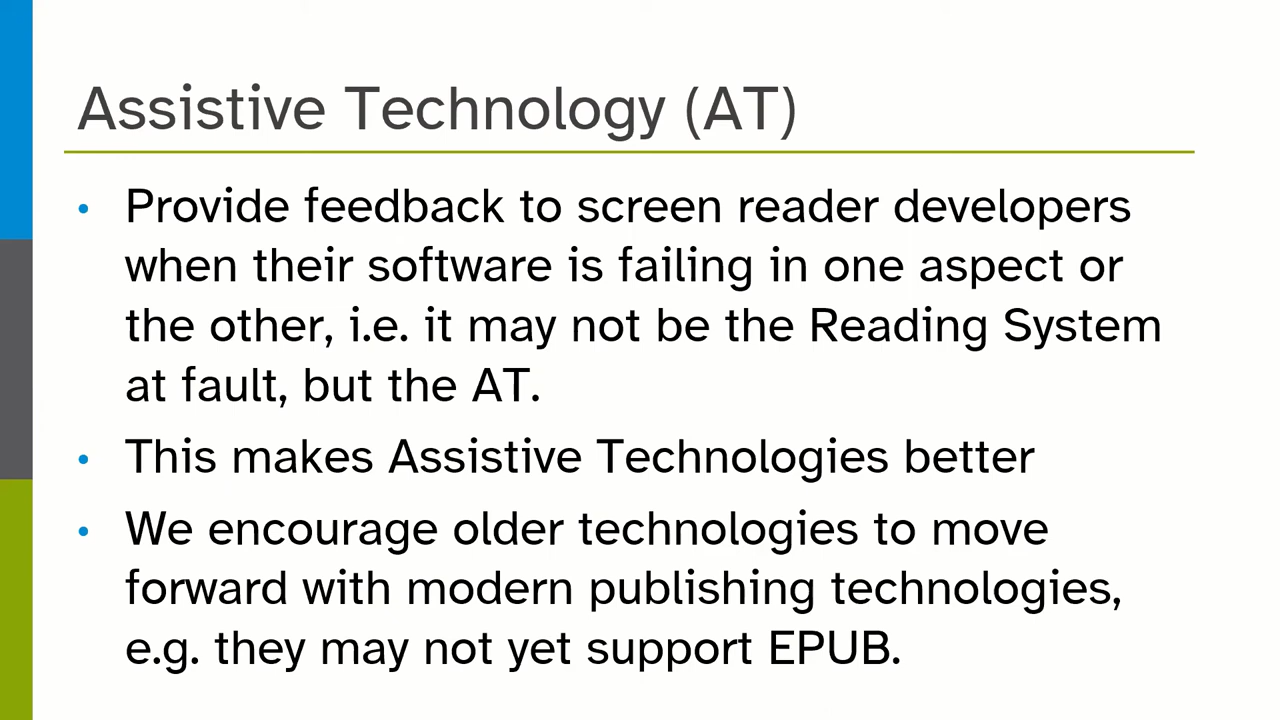 Assistive Technology (AT)
• Provide feedback to screen reader developers
when their software is failing in one aspect or
the other, i.e. it may not be the Reading System
at fault, but the AT.
• This makes Assistive Technologies better
• We encourage older technologies to move
forward with modern publishing technologies,
e.g. they may not yet support EPUB.